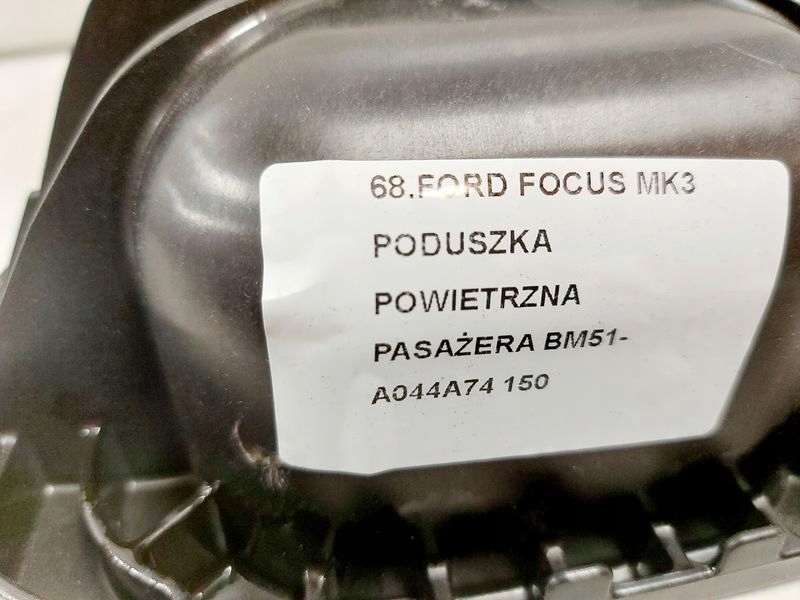 68.FORD FOCUS MK3
PODUSZKA
POWIETRZNA
PASAŻERA BM51-
A044A74 150